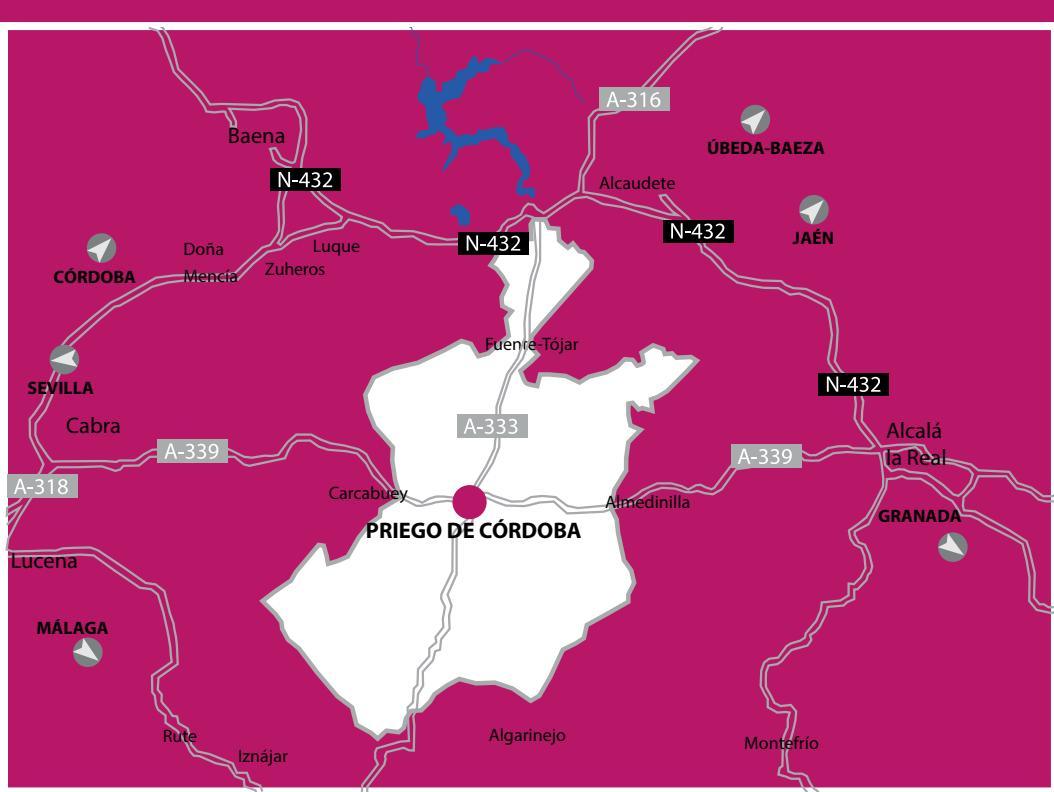 A-316
Baena
ÚBEDA-BAEZA
N-432
Alcaudete
N-432
N-432
JAÉN
Doña
Mencía
Luque
Zuheros
CÓRDOBA
Fuente-Tójar
SEVILLA
N-432
Cabra
A-333
Alcalá
la Real
A-339
A-339
A-318
Carcabuey
Almedinilla
GRANADA
PRIEGO DE CÓRDOBA
Lucena
MÁLAGA
Rute
Iznájar
Algarinejo
Montefrío